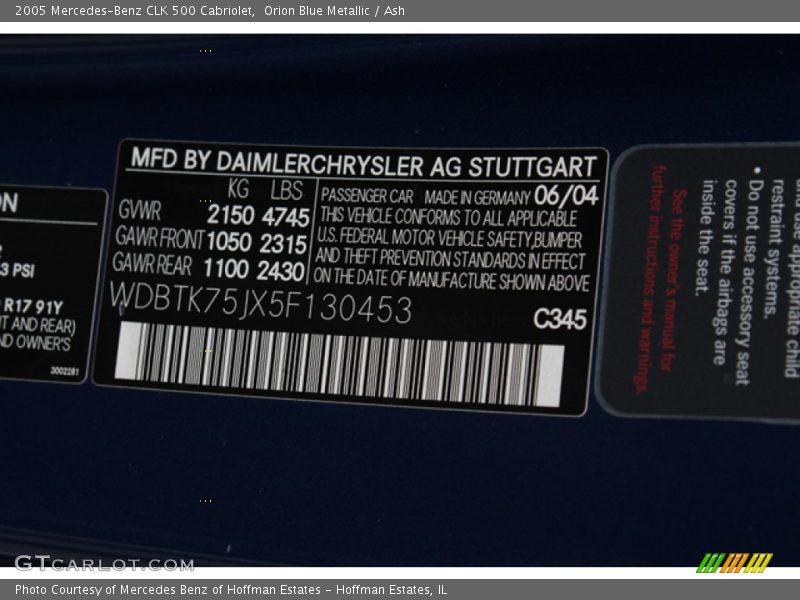 2005 Mercedes-Benz CLK 500 Cabriolet,  Orion Blue Metallic / Ash
MFD BY DAIMLERCHRYSLER AG STUTTGART
KG LBS
GVWR 2150 4745
GAWR FRONT 1050 2315
GAWR REAR 1100 2430
PASSENGER CAR MADE IN GERMANY 06/04
THIS VEHICLE CONFORMS TO ALL APPLICABLE
U.S. FEDERAL MOTOR VEHICLE SAFETY,BUMPER
AND THEFT PREVENTION STANDARDS IN EFFECT
ON THE DATE OF MANUFACTURE SHOWN ABOVE
WDBTK75JX5F130453
C345
3 PSI
R17 91Y
AND REAR)
OWNER'S
3002281
and use appropriate child
restraint systems.
• Do not use accessory seat
covers if the airbags are
inside the seat.
See the owner's manual for
further instructions and warnings.
GTCARLOT.COM
Photo Courtesy of Mercedes Benz of Hoffman Estates - Hoffman Estates, IL